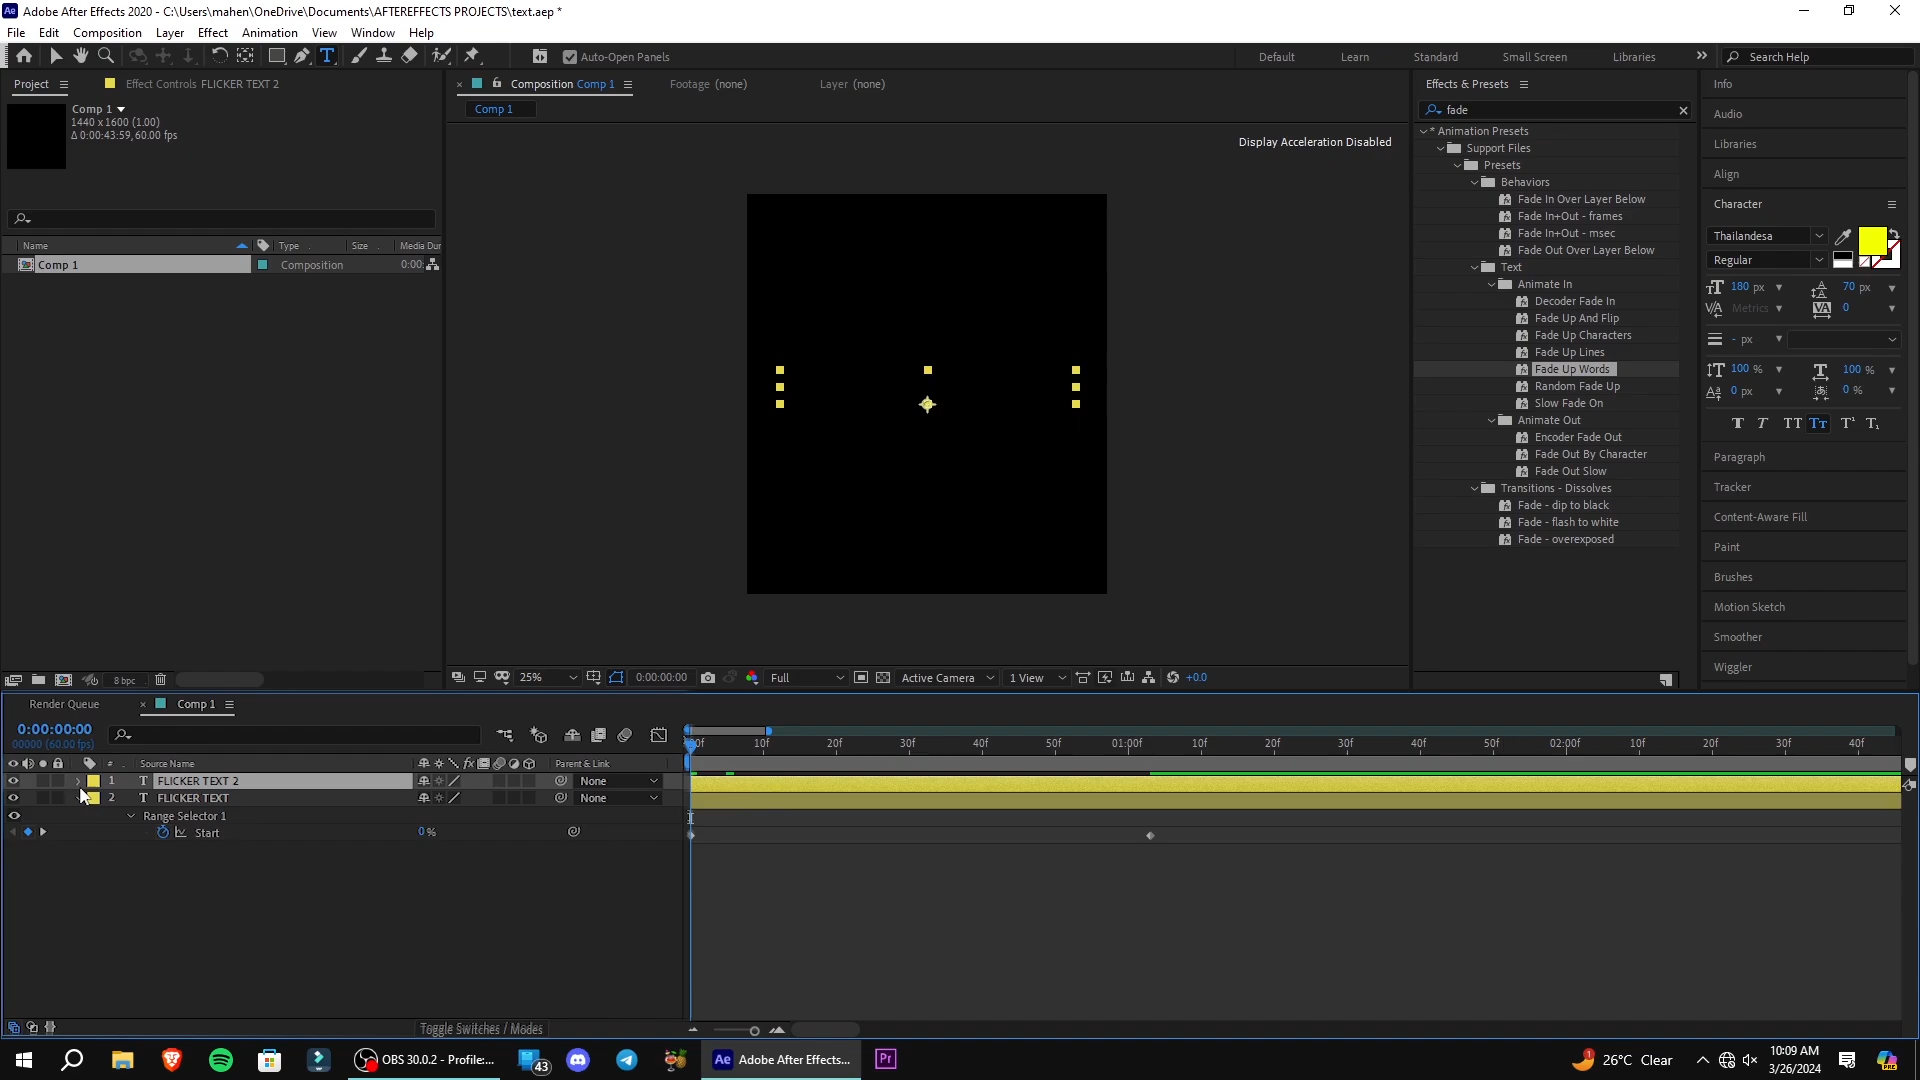 Adobe After Effects 2020 - C:\Users\mahen\OneDrive\Documents\AFTEREFFECTS PROJECTS\text.aep *
File Edit Composition Layer Effect Animation View Window Help
Auto-Open Panels Default Learn Standard Small Screen Libraries Search Help
Project Effect Controls FLICKER TEXT 2
Comp 1
1440 x 1600 (1.00)
Δ 0:00:43:59, 60.00 fps
Name Type Size Media Dur
Comp 1 Composition 0:00:
8 bpc
Composition Comp 1 Footage (none) Layer (none)
Comp 1
Display Acceleration Disabled
25% 0:00:00:00 Full Active Camera 1 View +0.0
Effects & Presets
fade
* Animation Presets
Support Files
Presets
Behaviors
Fade In Over Layer Below
Fade In+Out - frames
Fade In+Out - msec
Fade Out Over Layer Below
Text
Animate In
Decoder Fade In
Fade Up And Flip
Fade Up Characters
Fade Up Lines
Fade Up Words
Random Fade Up
Slow Fade On
Animate Out
Encoder Fade Out
Fade Out By Character
Fade Out Slow
Transitions - Dissolves
Fade - dip to black
Fade - flash to white
Fade - overexposed
Info
Audio
Libraries
Align
Character
Thailandesa
Regular
180 px 70 px
Metrics 0
- px
100 % 100 %
0 px 0 %
T T TT Tт T¹ T₁
Paragraph
Tracker
Content-Aware Fill
Paint
Brushes
Motion Sketch
Smoother
Wiggler
Render Queue Comp 1
0:00:00:00
00000 (60.00 fps)
00f 10f 20f 30f 40f 50f 01:00f 10f 20f 30f 40f 50f 02:00f 10f 20f 30f 40f
# Source Name Parent & Link
1 T FLICKER TEXT 2 None
2 T FLICKER TEXT None
Range Selector 1
Start 0 %
Toggle Switches / Modes
OBS 30.0.2 - Profile:... 43 Ae Adobe After Effects... Pr 1 26°C Clear 10:09 AM
3/26/2024